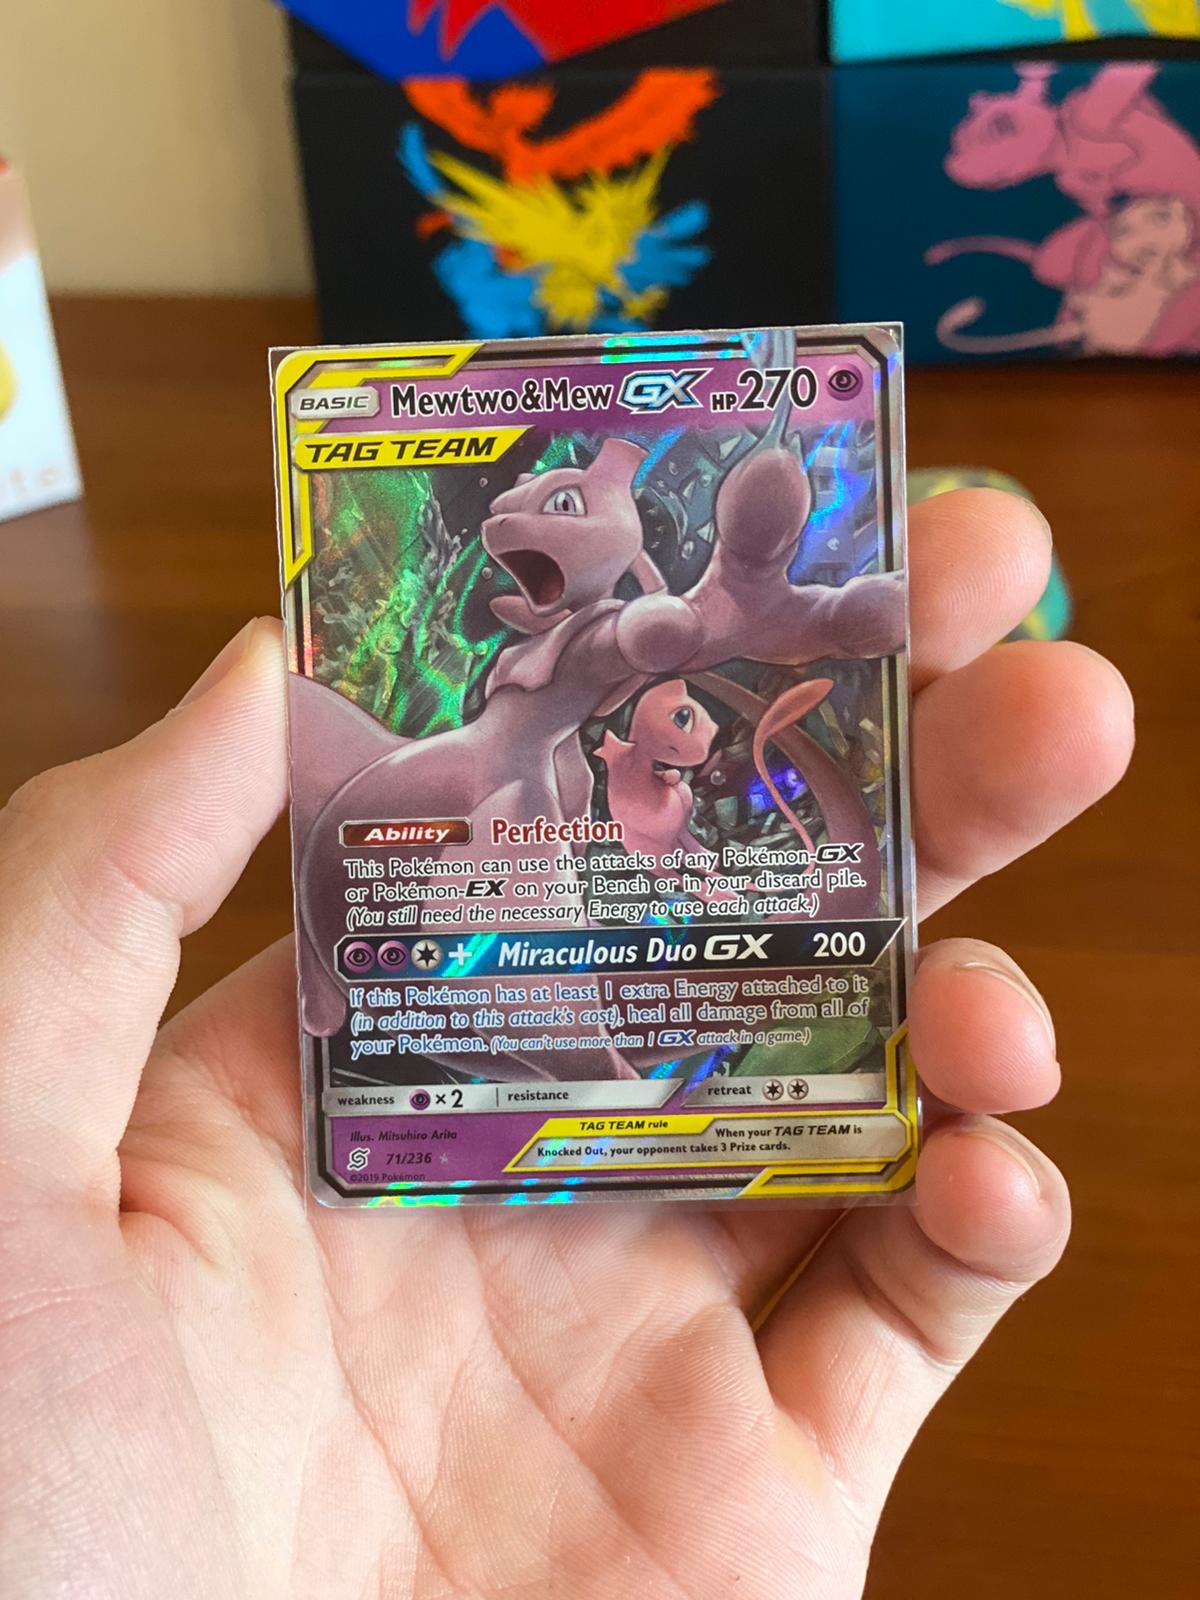 BASIC Mewtwo&Mew GX HP 270
TAG TEAM
Ability Perfection
This Pokémon can use the attacks of any Pokémon-GX
or Pokémon-EX on your Bench or in your discard pile.
(You still need the necessary Energy to use each attack.)
+ Miraculous Duo GX 200
If this Pokémon has at least 1 extra Energy attached to it
(in addition to this attack's cost), heal all damage from all of
your Pokémon. (You can't use more than 1 GX attack in a game.)
weakness ×2 resistance retreat
Illus. Mitsuhiro Arita
71/236
©2019 Pokémon
TAG TEAM rule When your TAG TEAM is
Knocked Out, your opponent takes 3 Prize cards.